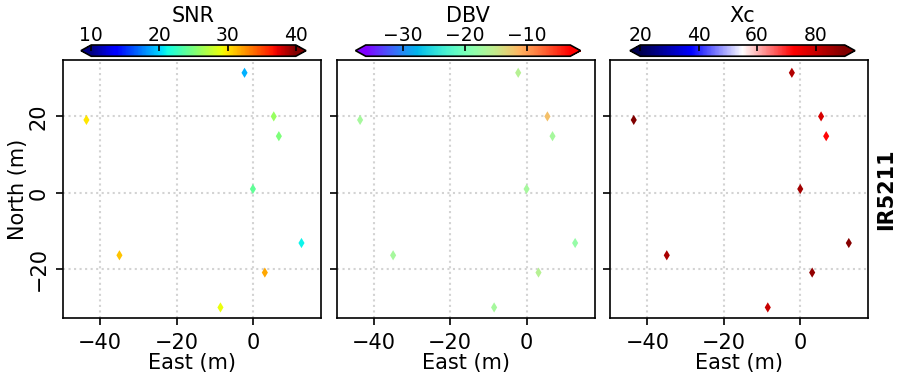 SNR DBV Xc
10 20 30 40 −30 −20 −10 20 40 60 80
20
0
−20
North (m)
IR5211
−40 −20 0 −40 −20 0 −40 −20 0
East (m) East (m) East (m)